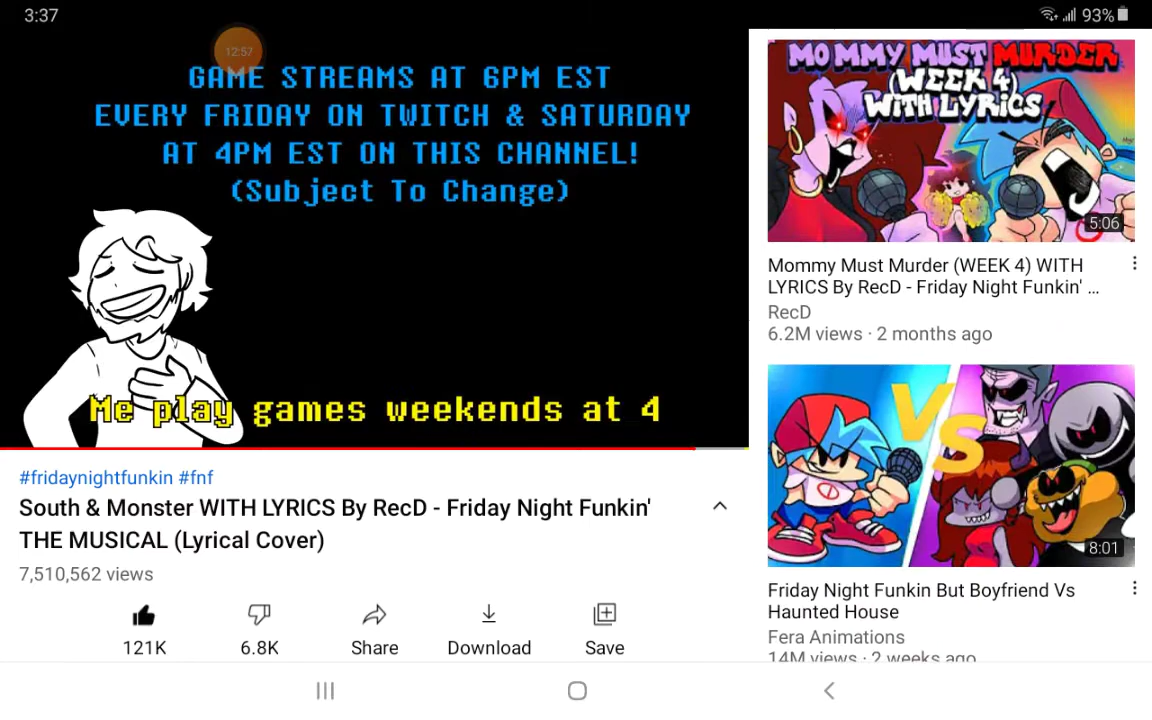 3:37
93%
12:57
GAME STREAMS AT 6PM EST
EVERY FRIDAY ON TWITCH & SATURDAY
AT 4PM EST ON THIS CHANNEL!
(Subject To Change)
Me play games weekends at 4
#fridaynightfunkin #fnf
South & Monster WITH LYRICS By RecD - Friday Night Funkin'
THE MUSICAL (Lyrical Cover)
7,510,562 views
121K
6.8K
Share
Download
Save
MOMMY MUST MURDER
(WEEK 4)
WITH LYRICS
5:06
Mommy Must Murder (WEEK 4) WITH
LYRICS By RecD - Friday Night Funkin' ...
RecD
6.2M views · 2 months ago
VS
8:01
Friday Night Funkin But Boyfriend Vs
Haunted House
Fera Animations
14M views · 2 weeks ago